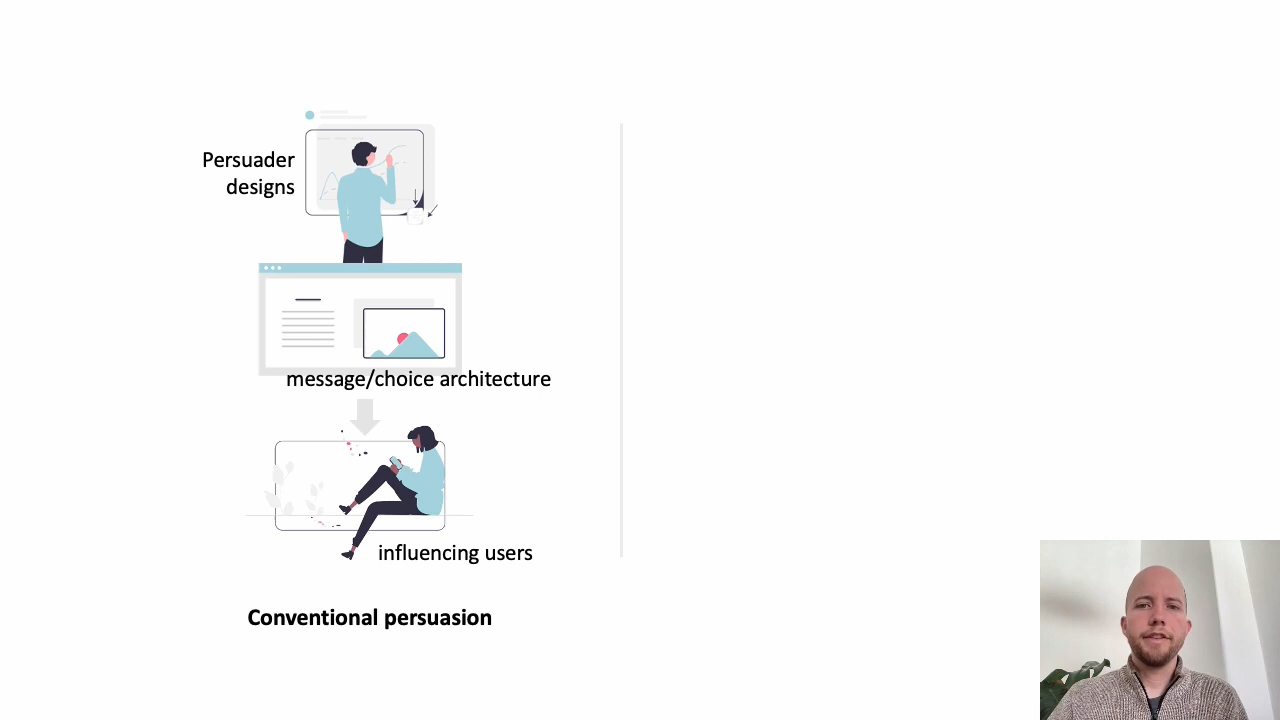 Persuader
designs
message/choice architecture
influencing users
Conventional persuasion